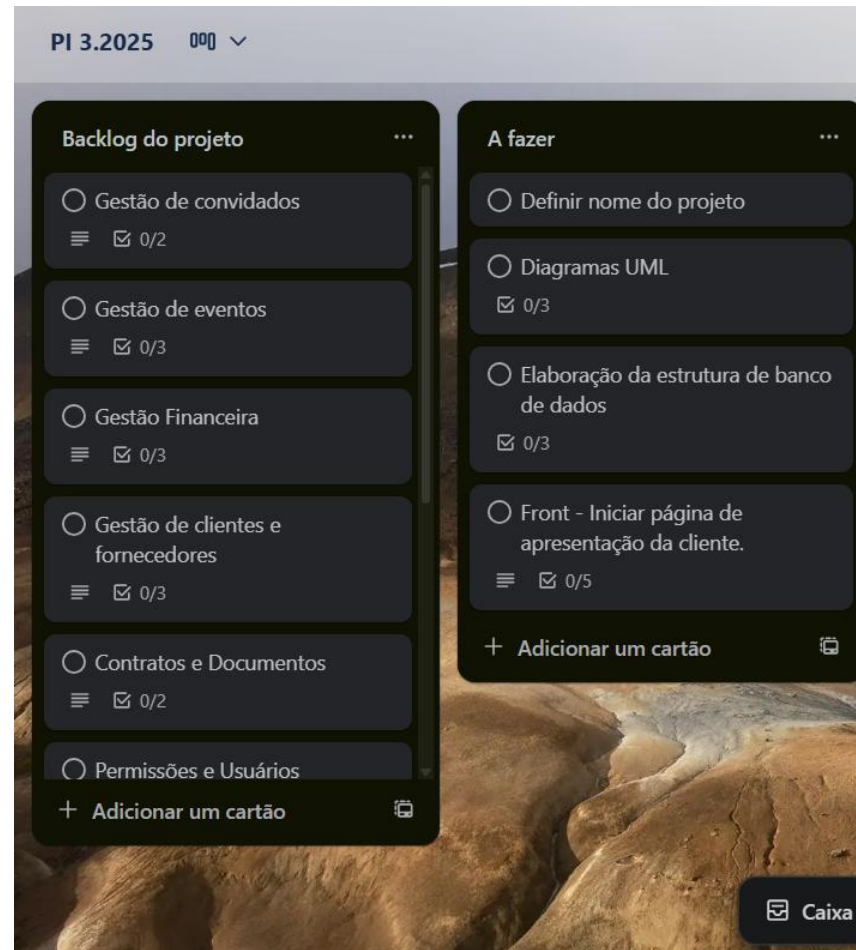 PI 3.2025
Backlog do projeto
Gestão de convidados
0/2
Gestão de eventos
0/3
Gestão Financeira
0/3
Gestão de clientes e
fornecedores
0/3
Contratos e Documentos
0/2
Permissões e Usuários
+ Adicionar um cartão
A fazer
Definir nome do projeto
Diagramas UML
0/3
Elaboração da estrutura de banco
de dados
0/3
Front - Iniciar página de
apresentação da cliente.
0/5
+ Adicionar um cartão
Caixa